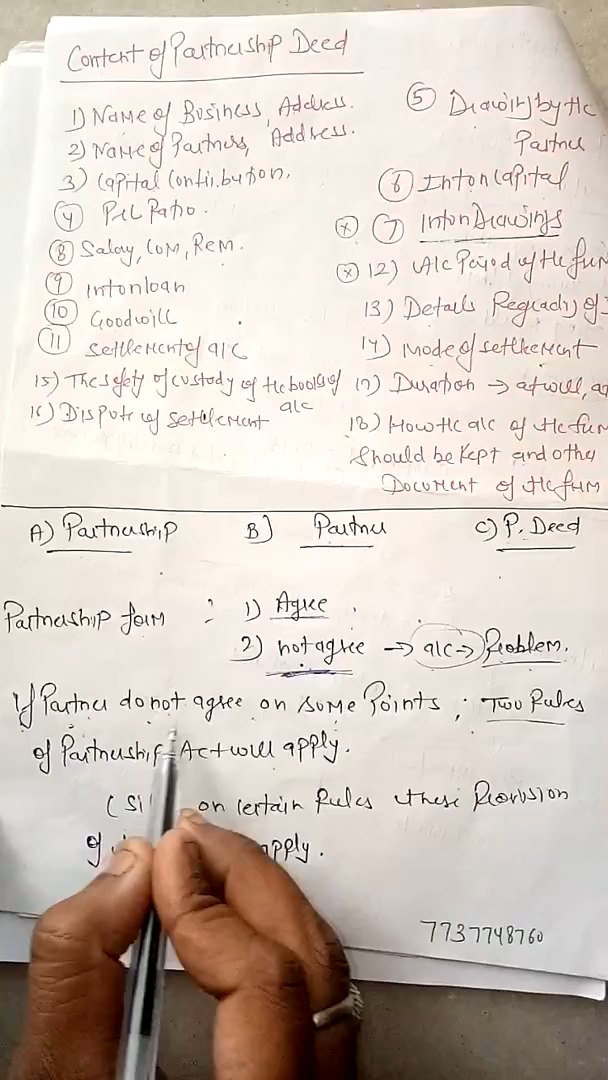 Content of Partnership Deed
1) Name of Business, Address.
2) Name of Partners, Address.
3) Capital Contribution.
4 P&L Ratio.
8 Salary, Com, Rem.
9 Int on loan
10 Goodwill
11 Settlement of a/c
15) The safety of custody of the books of a/c
16) Dispute of Settlement
5 Drawings by the Partner
6 Int on Capital
7 Int on Drawings
12) A/c Period of the firm
13) Details Regarding of
14) Mode of settlement
17) Duration → at will,
18) How the a/c of the firm
Should be Kept and other
Document of the firm
A) Partnership B) Partner C) P. Deed
Partnership form : 1) Agree.
2) not agree → a/c → Problem.
If Partner do not agree on some Points, Two Rules
of Partnership Act will apply.
on certain Rules these Provision
of apply.
7737748760